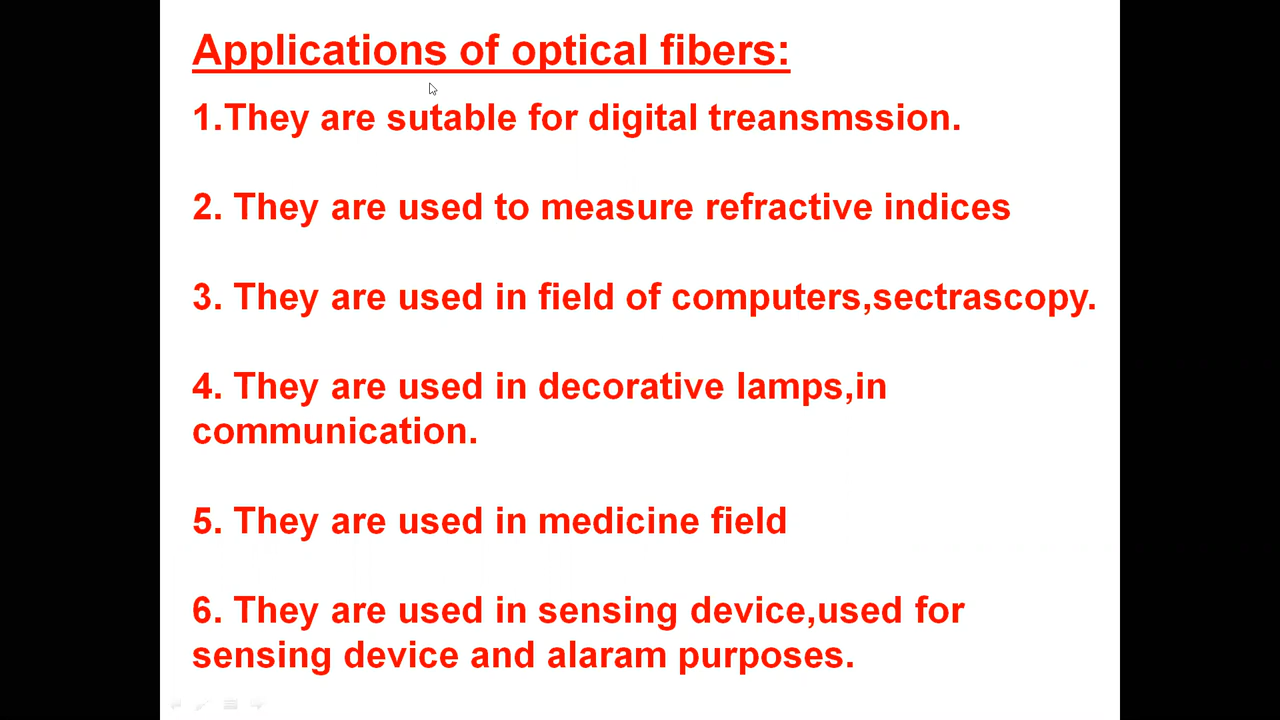 Applications of optical fibers:
1.They are sutable for digital treansmssion.
2. They are used to measure refractive indices
3. They are used in field of computers,sectrascopy.
4. They are used in decorative lamps,in
communication.
5. They are used in medicine field
6. They are used in sensing device,used for
sensing device and alaram purposes.